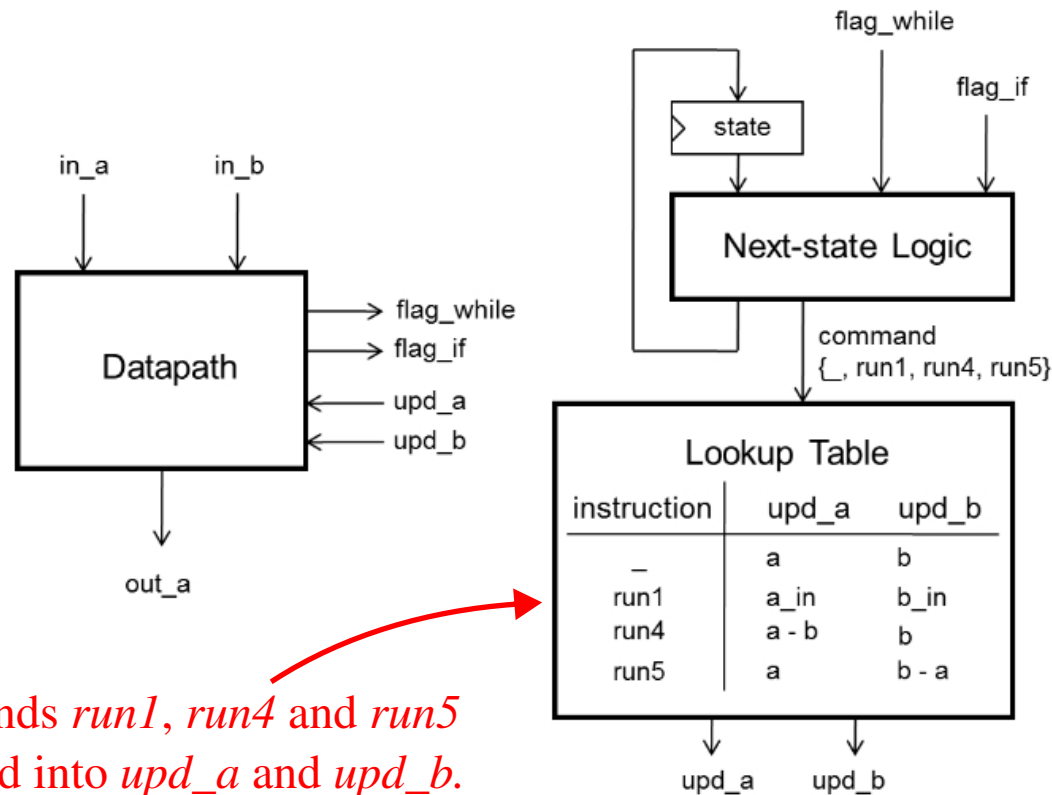 flag_while
flag_if
state
in_a in_b
Next-state Logic
Datapath
flag_while
flag_if
upd_a
upd_b
command
{_, run1, run4, run5}
Lookup Table
instruction upd_a upd_b
_ a b
run1 a_in b_in
run4 a - b b
run5 a b - a
out_a
run1, run4 and run5
into upd_a and upd_b.
upd_a upd_b